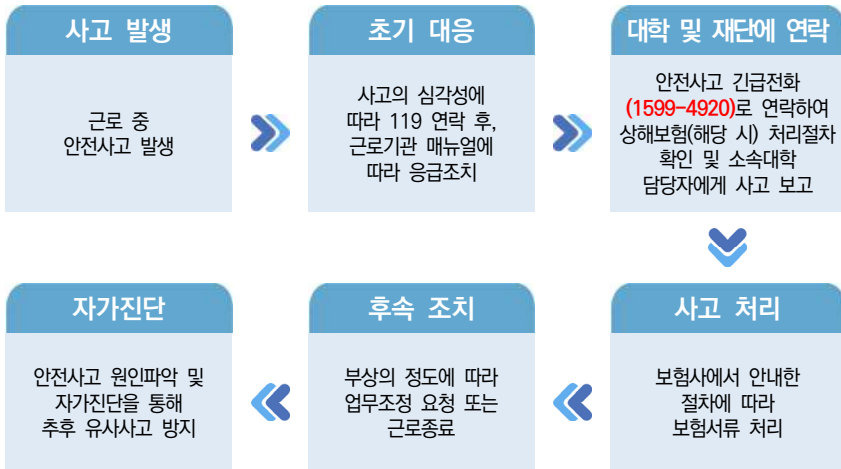 사고 발생
근로 중
안전사고 발생
초기 대응
사고의 심각성에
따라 119 연락 후,
근로기관 매뉴얼에
따라 응급조치
대학 및 재단에 연락
안전사고 긴급전화
(1599-4920)로 연락하여
상해보험(해당 시) 처리절차
확인 및 소속대학
담당자에게 사고 보고
사고 처리
보험사에서 안내한
절차에 따라
보험서류 처리
후속 조치
부상의 정도에 따라
업무조정 요청 또는
근로종료
자가진단
안전사고 원인파악 및
자가진단을 통해
추후 유사사고 방지